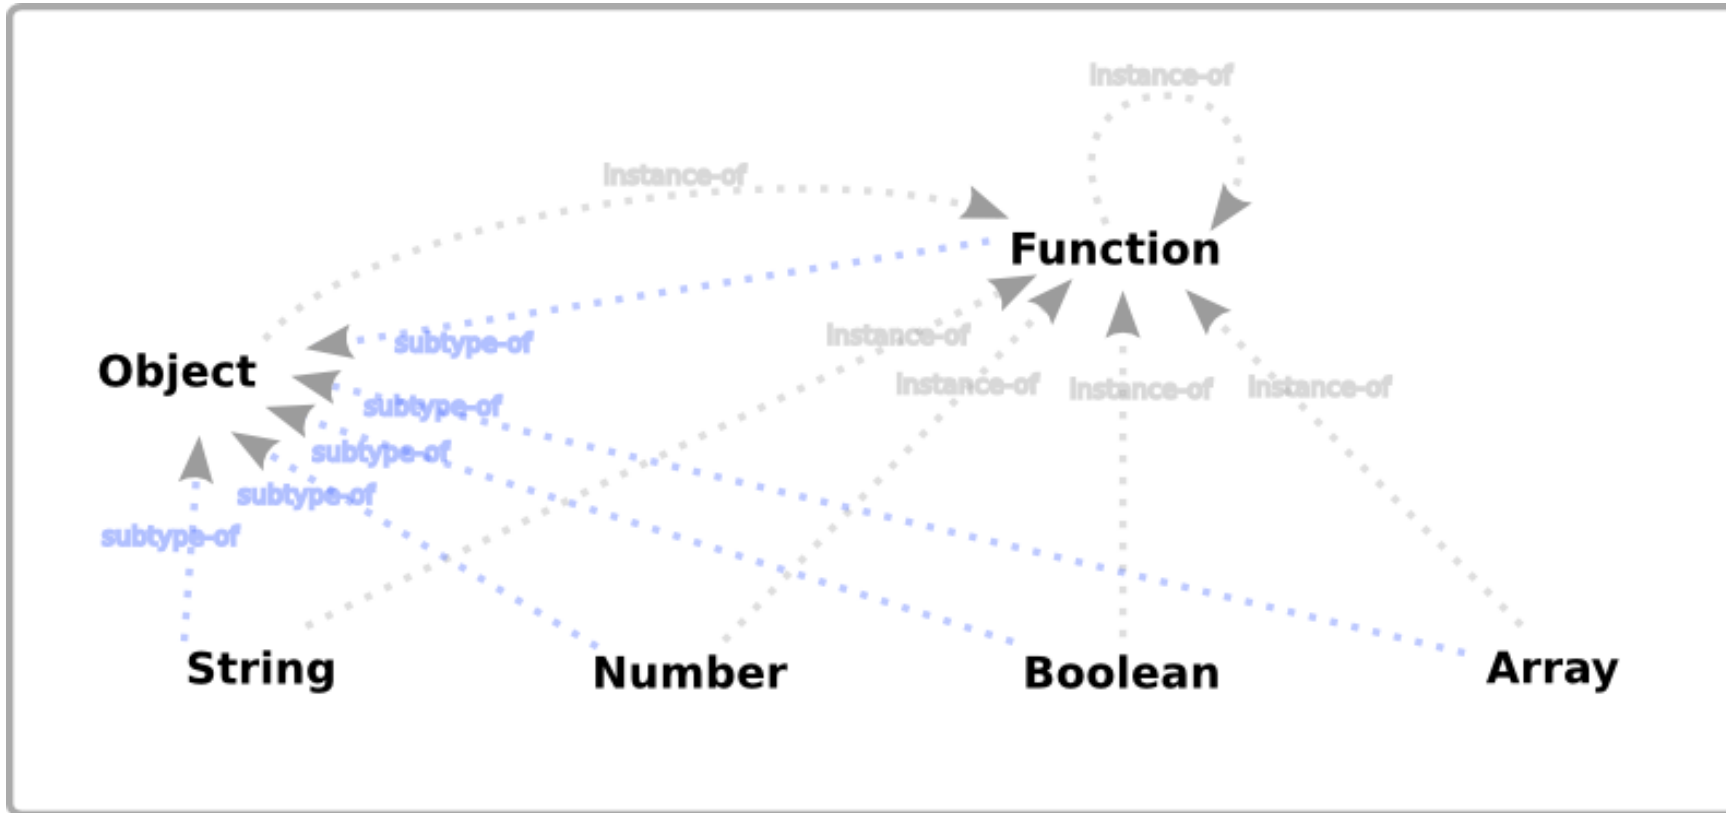 instance-of
instance-of
Function
instance-of
subtype-of
Object
instance-of
instance-of
instance-of
subtype-of
subtype-of
subtype-of
subtype-of
String
Number
Boolean
Array